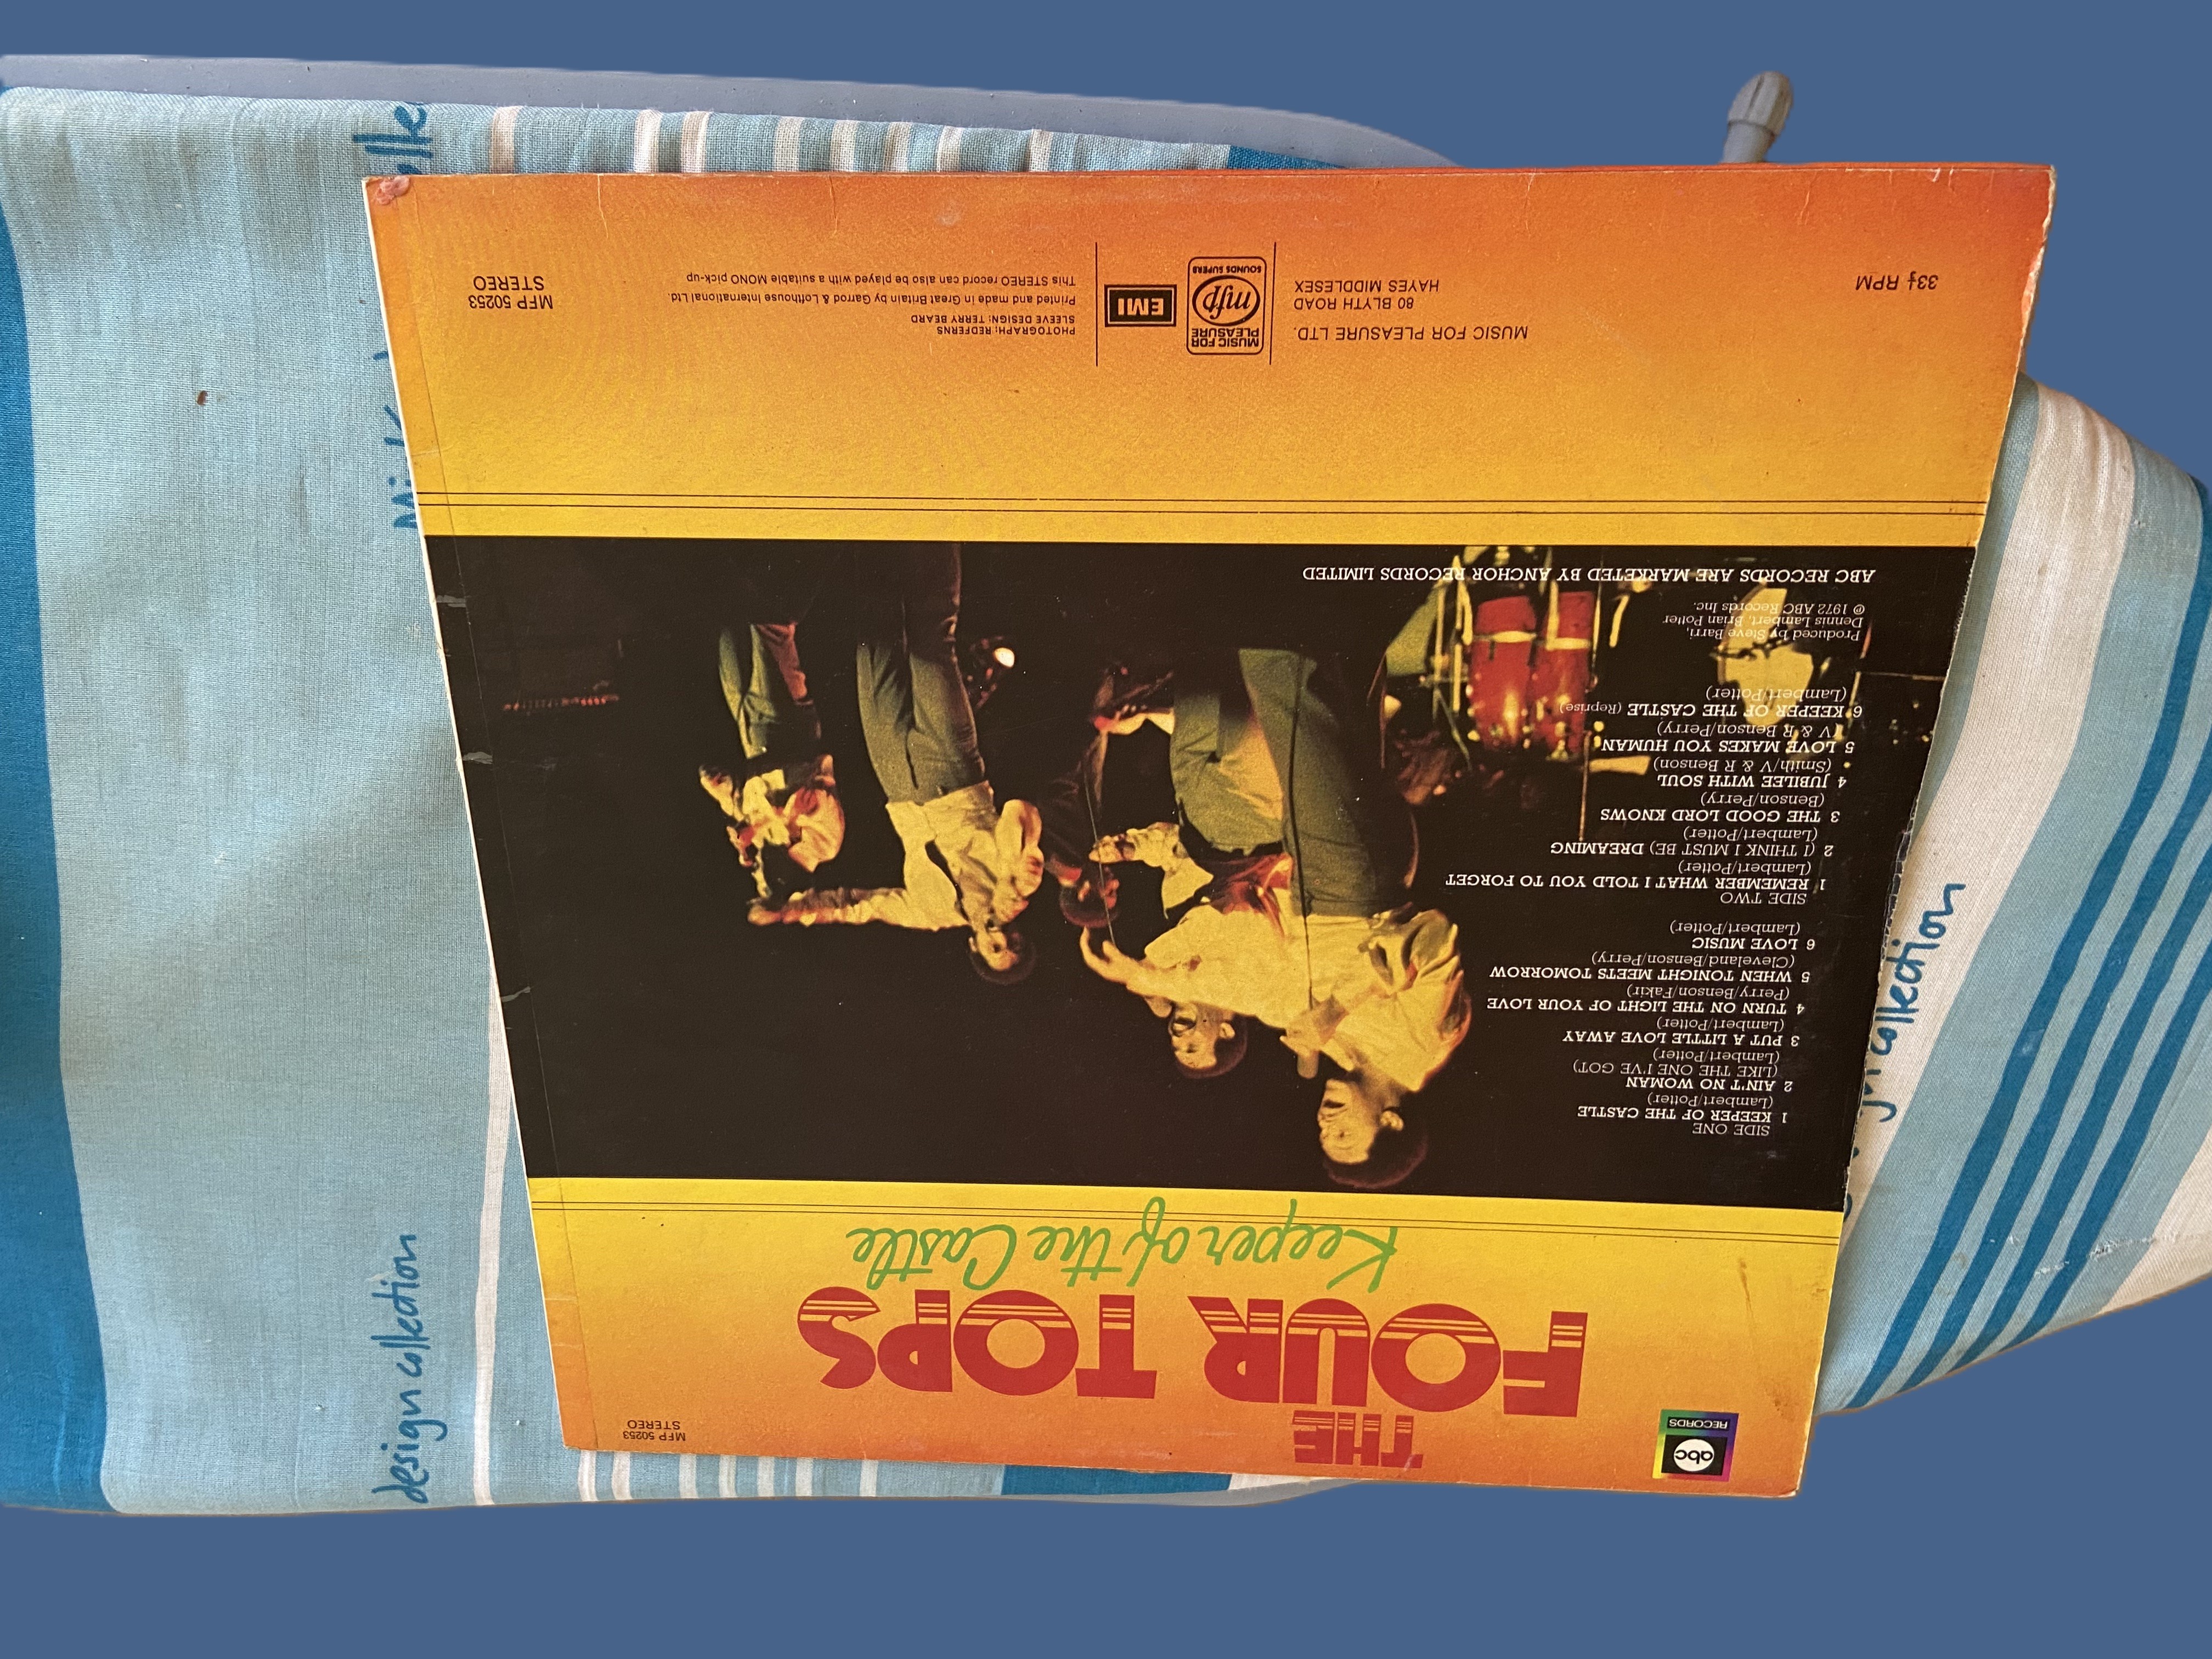 abc
RECORDS
MFP 50253
STEREO
THE
FOUR TOPS
Keeper of the Castle
SIDE ONE
1 KEEPER OF THE CASTLE
(Lambert/Potter)
2 AIN'T NO WOMAN
(LIKE THE ONE I'VE GOT)
(Lambert/Potter)
3 PUT A LITTLE LOVE AWAY
(Lambert/Potter)
4 TURN ON THE LIGHT OF YOUR LOVE
(Perry/Benson/Fakir)
5 WHEN TONIGHT MEETS TOMORROW
(Cleveland/Benson/Perry)
6 LOVE MUSIC
(Lambert/Potter)
SIDE TWO
1 REMEMBER WHAT I TOLD YOU TO FORGET
(Lambert/Potter)
2 (I THINK I MUST BE) DREAMING
(Lambert/Potter)
3 THE GOOD LORD KNOWS
(Benson/Perry)
4 JUBILEE WITH SOUL
(Smith/V & R Benson)
5 LOVE MAKES YOU HUMAN
(V & R Benson/Perry)
6 KEEPER OF THE CASTLE (Reprise)
(Lambert/Potter)
Produced by Steve Barri,
Dennis Lambert, Brian Potter
℗ 1972 ABC Records Inc.
ABC RECORDS ARE MARKETED BY ANCHOR RECORDS LIMITED
33⅓ RPM
MUSIC FOR PLEASURE LTD.
80 BLYTH ROAD
HAYES MIDDLESEX
MUSIC FOR
PLEASURE
mfp
SOUNDS SUPERB
EMI
PHOTOGRAPH: REDFERNS
SLEEVE DESIGN: TERRY BEARD
Printed and made in Great Britain by Garrod & Lofthouse International Ltd.
This STEREO record can also be played with a suitable MONO pick-up
MFP 50253
STEREO
design collection
collection